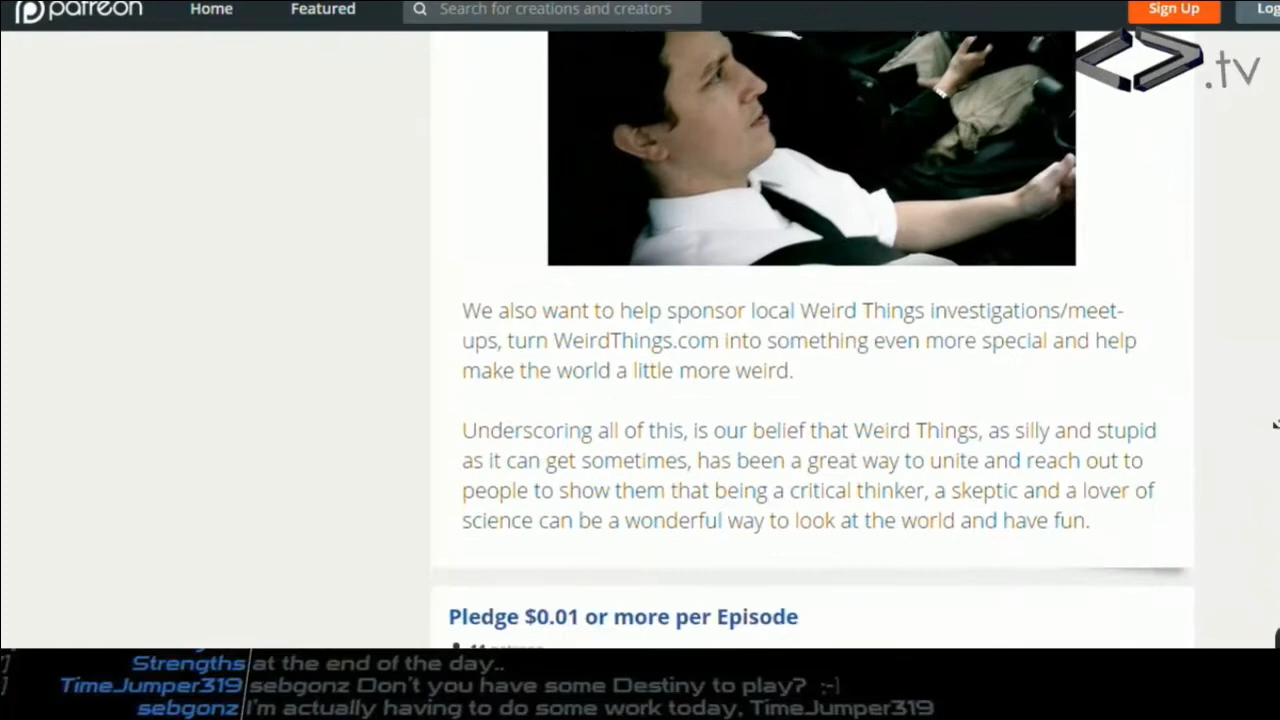 patreon Home Featured Search for creations and creators Sign Up Log
.tv
We also want to help sponsor local Weird Things investigations/meet-
ups, turn WeirdThings.com into something even more special and help
make the world a little more weird.
Underscoring all of this, is our belief that Weird Things, as silly and stupid
as it can get sometimes, has been a great way to unite and reach out to
people to show them that being a critical thinker, a skeptic and a lover of
science can be a wonderful way to look at the world and have fun.
Pledge $0.01 or more per Episode
Strengths at the end of the day..
TimeJumper319 sebgonz Don't you have some Destiny to play? :-|
sebgonz I'm actually having to do some work today, TimeJumper319